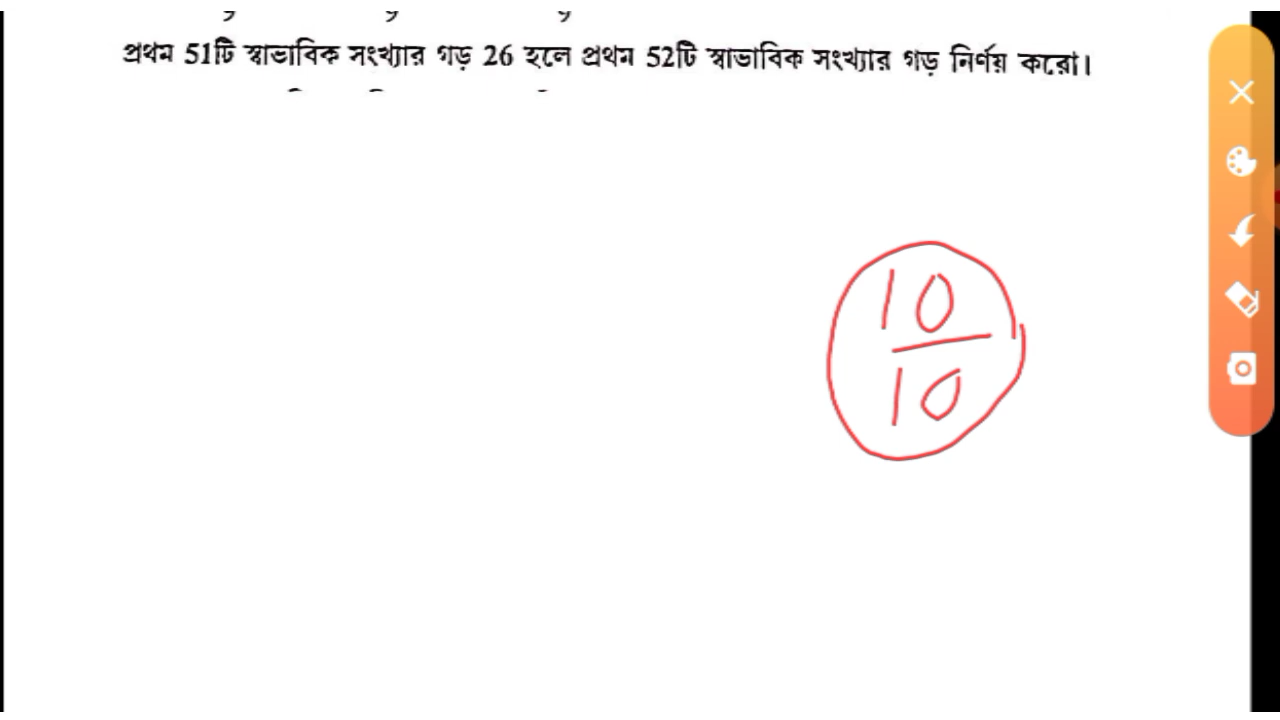 প্রথম 51টি স্বাভাবিক সংখ্যার গড় 26 হলে প্রথম 52টি স্বাভাবিক সংখ্যার গড় নির্ণয় করো।
10
10